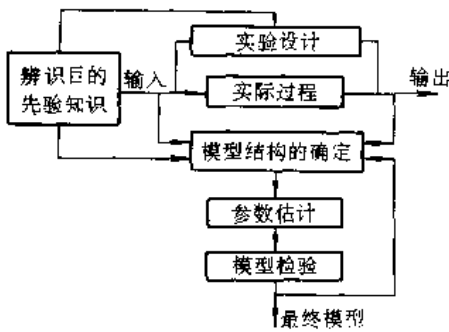 实验设计
辨识目的
先验知识
输入
实际过程
输出
模型结构的确定
参数估计
模型检验
最终模型